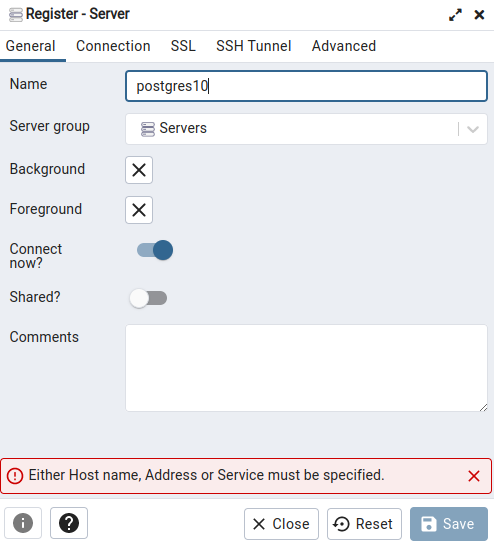 Register - Server
General Connection SSL SSH Tunnel Advanced
Name postgres10
Server group Servers
Background
Foreground
Connect
now?
Shared?
Comments
Either Host name, Address or Service must be specified.
Close Reset Save